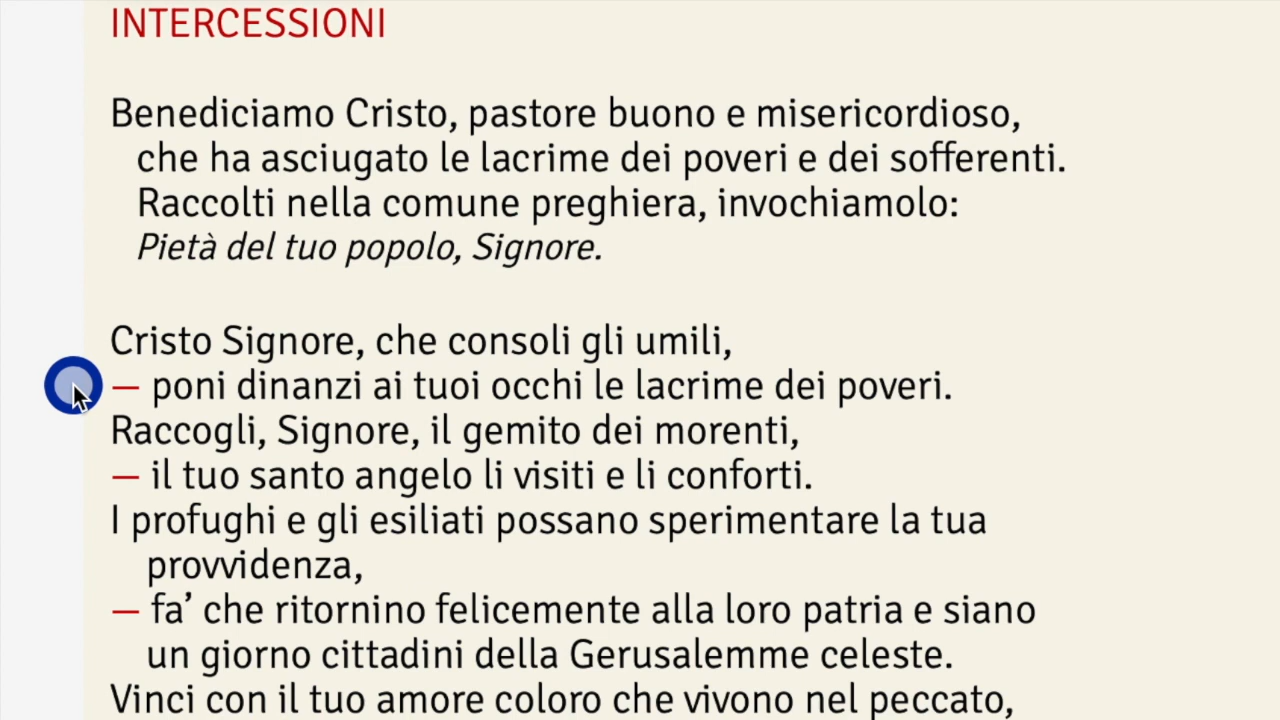 INTERCESSIONI
Benediciamo Cristo, pastore buono e misericordioso,
che ha asciugato le lacrime dei poveri e dei sofferenti.
Raccolti nella comune preghiera, invochiamolo:
Pietà del tuo popolo, Signore.
Cristo Signore, che consoli gli umili,
— poni dinanzi ai tuoi occhi le lacrime dei poveri.
Raccogli, Signore, il gemito dei morenti,
— il tuo santo angelo li visiti e li conforti.
I profughi e gli esiliati possano sperimentare la tua
provvidenza,
— fa’ che ritornino felicemente alla loro patria e siano
un giorno cittadini della Gerusalemme celeste.
Vinci con il tuo amore coloro che vivono nel peccato,